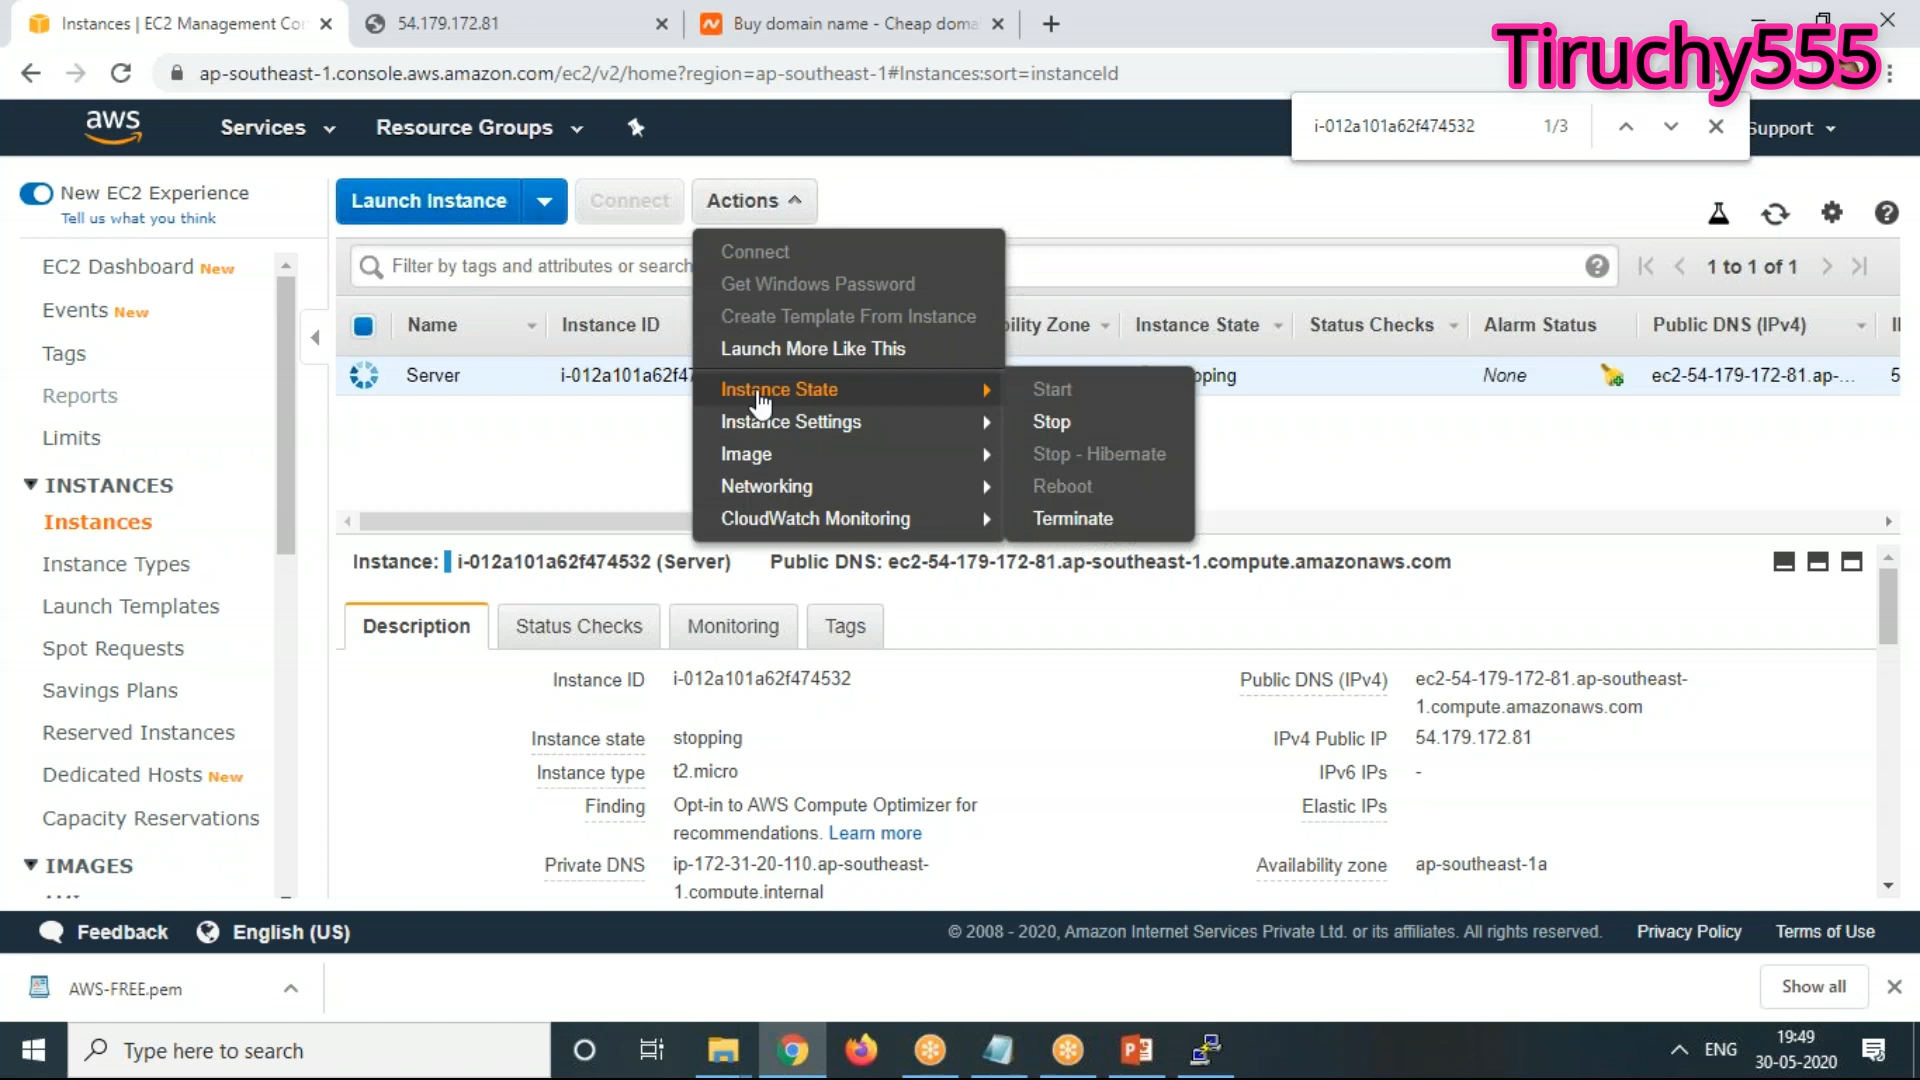 Instances | EC2 Management Con
54.179.172.81
Buy domain name - Cheap doma
Tiruchy555
ap-southeast-1.console.aws.amazon.com/ec2/v2/home?region=ap-southeast-1#Instances:sort=instanceId
aws
Services
Resource Groups
i-012a101a62f474532
1/3
Support
New EC2 Experience
Tell us what you think
Launch Instance
Connect
Actions
EC2 Dashboard New
Events New
Tags
Reports
Limits
INSTANCES
Instances
Instance Types
Launch Templates
Spot Requests
Savings Plans
Reserved Instances
Dedicated Hosts New
Capacity Reservations
IMAGES
Filter by tags and attributes or search
1 to 1 of 1
Name
Instance ID
ility Zone
Instance State
Status Checks
Alarm Status
Public DNS (IPv4)
Server
i-012a101a62f47
pping
None
ec2-54-179-172-81.ap-...
5
Connect
Get Windows Password
Create Template From Instance
Launch More Like This
Instance State
Instance Settings
Image
Networking
CloudWatch Monitoring
Start
Stop
Stop - Hibernate
Reboot
Terminate
Instance: i-012a101a62f474532 (Server)
Public DNS: ec2-54-179-172-81.ap-southeast-1.compute.amazonaws.com
Description
Status Checks
Monitoring
Tags
Instance ID
i-012a101a62f474532
Instance state
stopping
Instance type
t2.micro
Finding
Opt-in to AWS Compute Optimizer for
recommendations. Learn more
Private DNS
ip-172-31-20-110.ap-southeast-
1.compute.internal
Public DNS (IPv4)
ec2-54-179-172-81.ap-southeast-
1.compute.amazonaws.com
IPv4 Public IP
54.179.172.81
IPv6 IPs
-
Elastic IPs
Availability zone
ap-southeast-1a
Feedback
English (US)
© 2008 - 2020, Amazon Internet Services Private Ltd. or its affiliates. All rights reserved.
Privacy Policy
Terms of Use
AWS-FREE.pem
Show all
Type here to search
ENG
19:49
30-05-2020